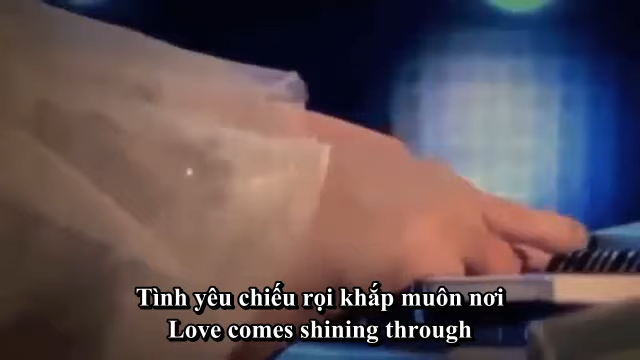 Tình yêu chiếu rọi khắp muôn nơi
Love comes shining through